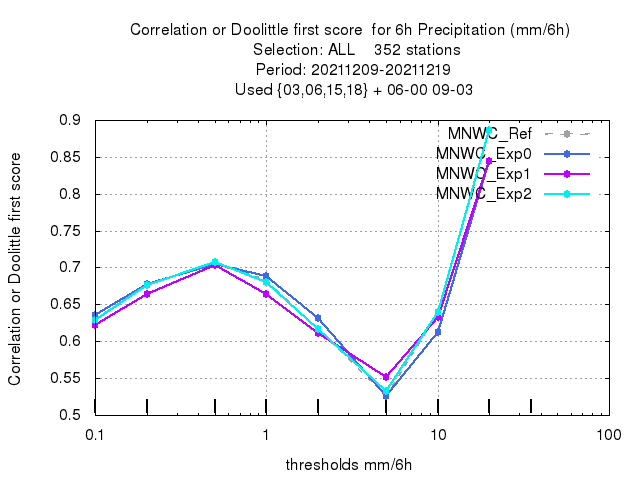 Correlation or Doolittle first score  for 6h Precipitation (mm/6h)
Selection: ALL    352 stations
Period: 20211209-20211219
Used {03,06,15,18} + 06-00 09-03
Correlation or Doolittle first score
0.9
0.85
0.8
0.75
0.7
0.65
0.6
0.55
0.5
MNWC_Ref
MNWC_Exp0
MNWC_Exp1
MNWC_Exp2
0.1
1
10
100
thresholds mm/6h